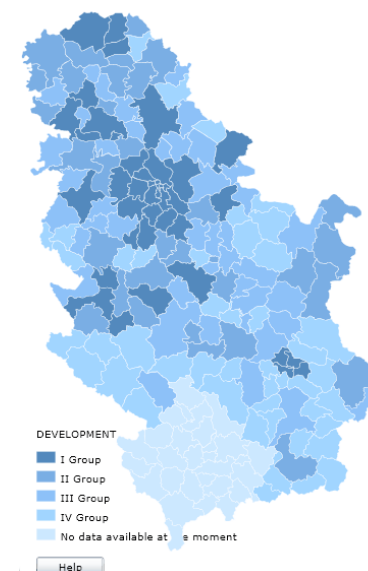 DEVELOPMENT
I Group
II Group
III Group
IV Group
No data available at e moment
Help